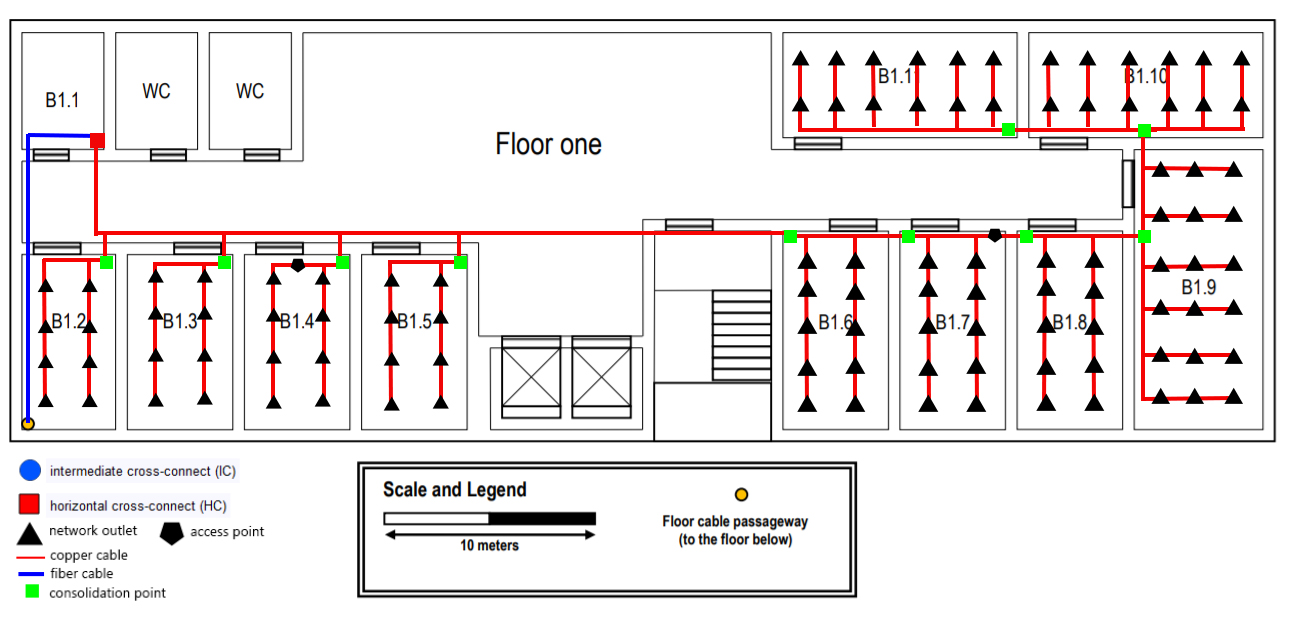 B1.1
WC
WC
Floor one
B1.11
B1.10
B1.2
B1.3
B1.4
B1.5
B1.6
B1.7
B1.8
B1.9
intermediate cross-connect (IC)
horizontal cross-connect (HC)
network outlet
access point
copper cable
fiber cable
consolidation point
Scale and Legend
10 meters
Floor cable passageway
(to the floor below)